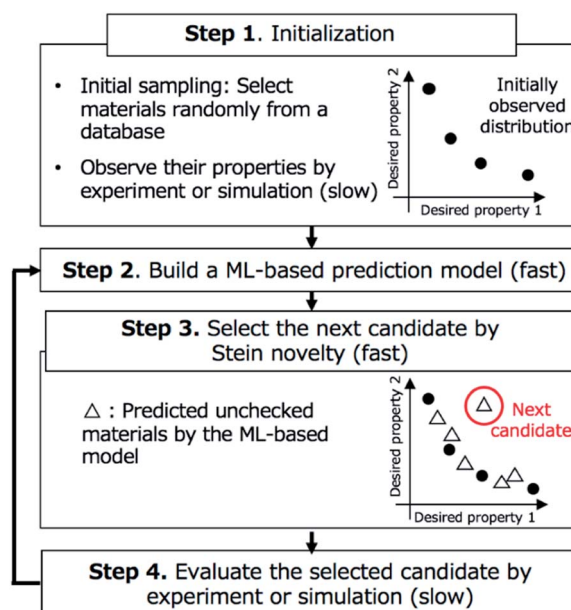 Step 1. Initialization
• Initial sampling: Select
materials randomly from a
database
• Observe their properties by
experiment or simulation (slow)
Desired property 2
Initially
observed
distribution
Desired property 1
Step 2. Build a ML-based prediction model (fast)
Step 3. Select the next candidate by
Stein novelty (fast)
△ : Predicted unchecked
materials by the ML-based
model
Desired property 2
Next
candidate
Desired property 1
Step 4. Evaluate the selected candidate by
experiment or simulation (slow)